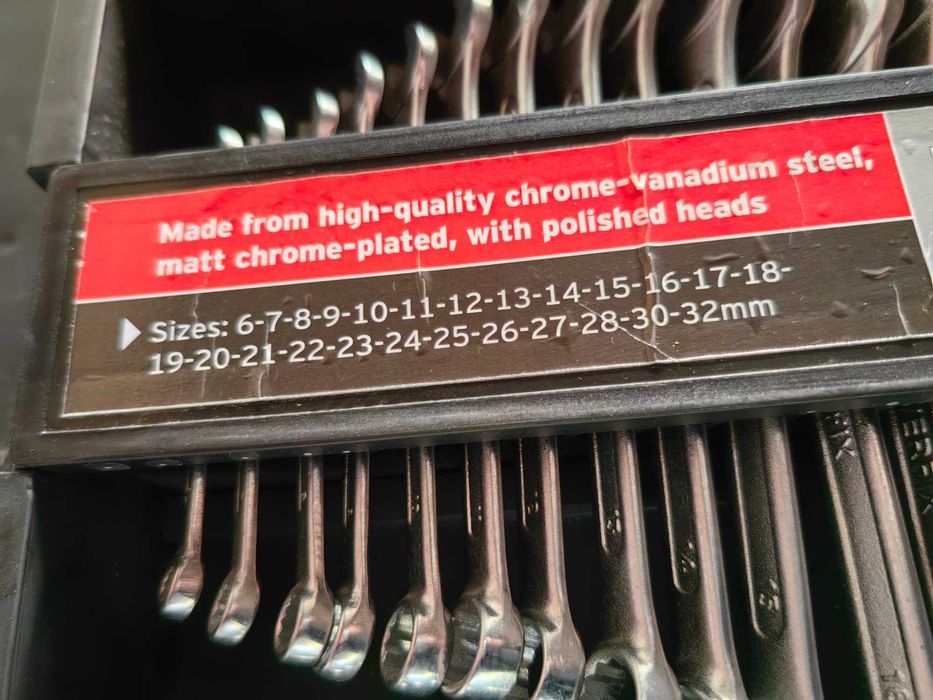 Made from high-quality chrome-vanadium steel,
matt chrome-plated, with polished heads
Sizes: 6-7-8-9-10-11-12-13-14-15-16-17-18-
19-20-21-22-23-24-25-26-27-28-30-32mm